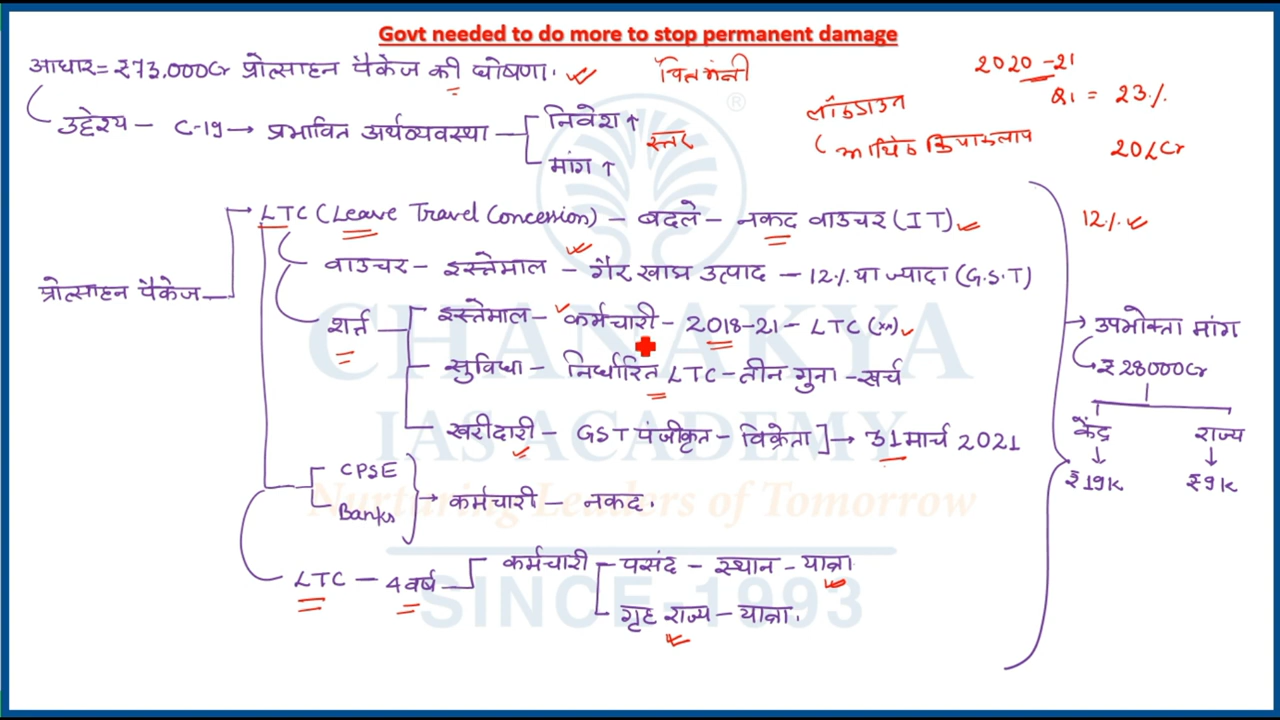 Govt needed to do more to stop permanent damage
आधार = ₹73,000Cr प्रोत्साहन पैकेज की घोषणा. वित्तमंत्री 2020-21
Q1 = 23%
उद्देश्य - C-19 → प्रभावित अर्थव्यवस्था निवेश↑ स्तर लॉकडाउन
मांग↑ आर्थिक क्रियाकलाप 20LCr
®
LTC (Leave Travel Concession) - बदले - नकद वाउचर (IT) 12%
वाउचर - इस्तेमाल - गैर खाद्य उत्पाद - 12% या ज्यादा (G.S.T)
प्रोत्साहन पैकेज
शर्त इस्तेमाल - कर्मचारी - 2018-21 - LTC (xx) → उपभोक्ता मांग
सुविधा - निर्धारित LTC - तीन गुना - खर्च ₹28000Cr
खरीदारी - GST पंजीकृत - विक्रेता] → 31 मार्च 2021 केंद्र राज्य
₹19K ₹9K
CPSE
Banks → कर्मचारी - नकद.
LTC - 4 वर्ष कर्मचारी - पसंद - स्थान - यात्रा
गृह राज्य - यात्रा.
CHANAKYA
IAS ACADEMY
Nurturing Leaders of Tomorrow
SINCE-1993